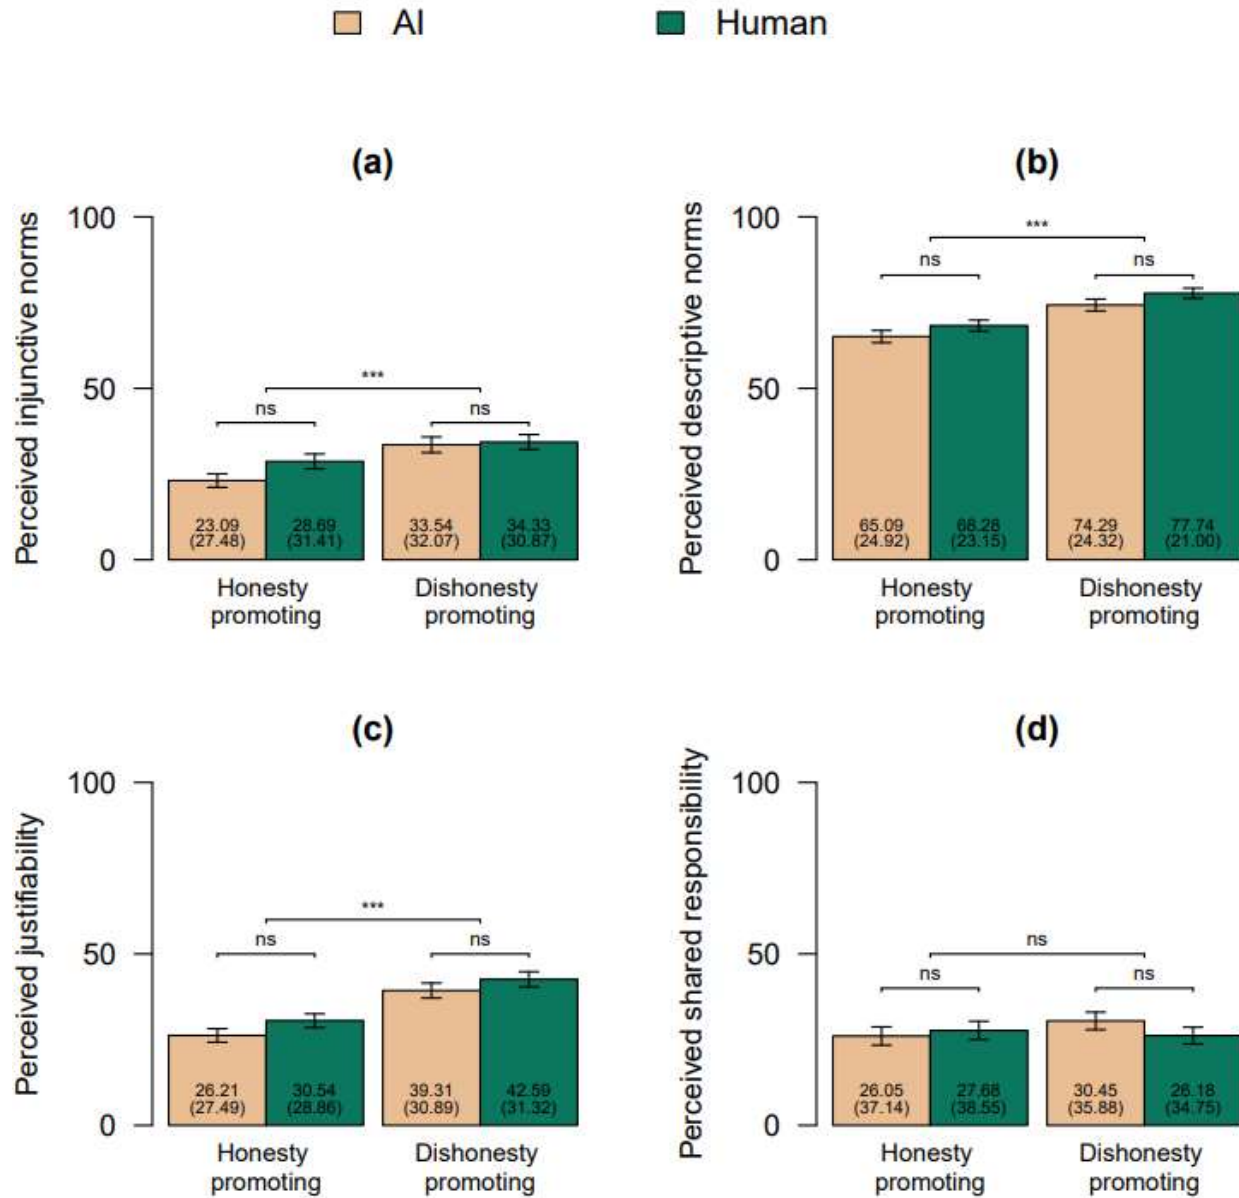 AI
Human
(a)
Perceived injunctive norms
100
50
0
***
ns
ns
23.09
(27.48)
28.69
(31.41)
33.54
(32.07)
34.33
(30.87)
Honesty
promoting
Dishonesty
promoting
(b)
Perceived descriptive norms
100
50
0
***
ns
ns
65.09
(24.92)
68.28
(23.15)
74.29
(24.32)
77.74
(21.00)
Honesty
promoting
Dishonesty
promoting
(c)
Perceived justifiability
100
50
0
***
ns
ns
26.21
(27.49)
30.54
(28.86)
39.31
(30.89)
42.59
(31.32)
Honesty
promoting
Dishonesty
promoting
(d)
Perceived shared responsibility
100
50
0
ns
ns
ns
26.05
(37.14)
27.68
(38.55)
30.45
(35.88)
26.18
(34.75)
Honesty
promoting
Dishonesty
promoting